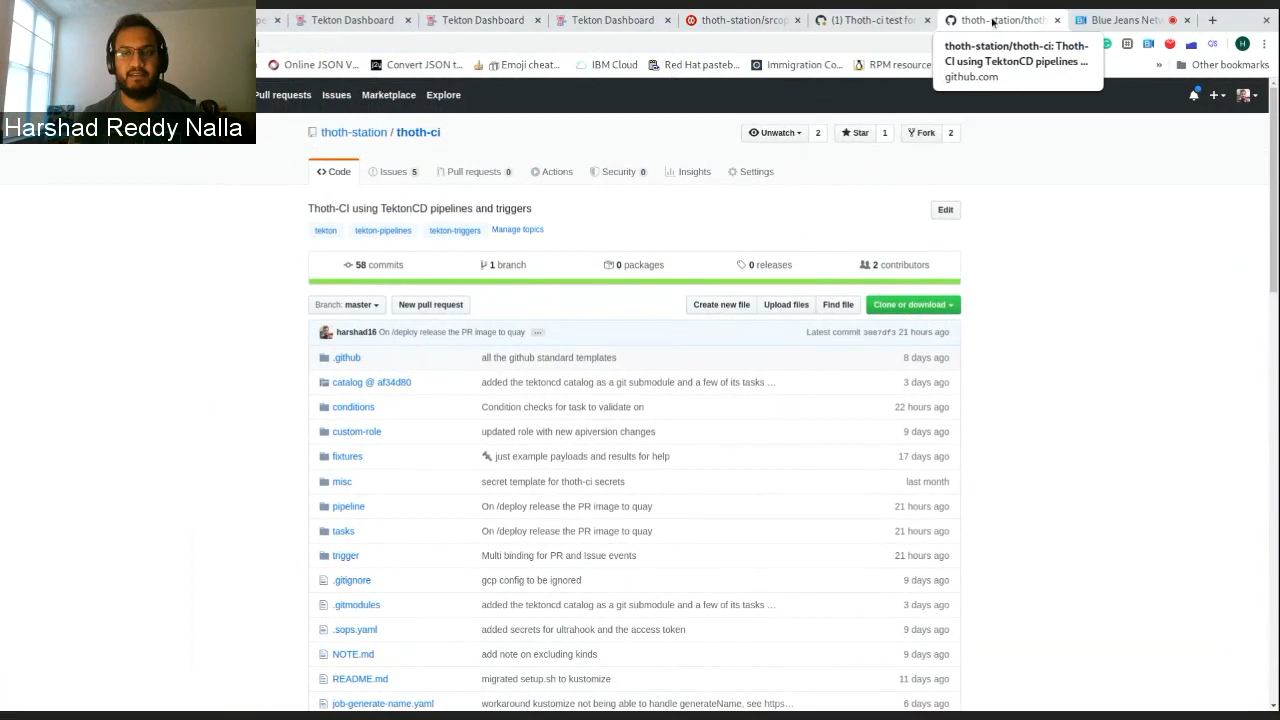 Tekton Dashboard
Tekton Dashboard
Tekton Dashboard
thoth-station/srcop
(1) Thoth-ci test for
thoth-station/thoth
Blue Jeans Netw
thoth-station/thoth-ci: Thoth-
CI using TektonCD pipelines ...
github.com
Online JSON V...
Convert JSON t...
Emoji cheat...
IBM Cloud
Red Hat pasteb...
Immigration Co...
RPM resource
»
Other bookmarks
Pull requests
Issues
Marketplace
Explore
Harshad Reddy Nalla
thoth-station / thoth-ci
Unwatch 2
Star 1
Fork 2
Code
Issues 5
Pull requests 0
Actions
Security 0
Insights
Settings
Thoth-CI using TektonCD pipelines and triggers
Edit
tekton
tekton-pipelines
tekton-triggers
Manage topics
58 commits
1 branch
0 packages
0 releases
2 contributors
Branch: master
New pull request
Create new file
Upload files
Find file
Clone or download
harshad16 On /deploy release the PR image to quay ...
Latest commit 3087df3 21 hours ago
.github all the github standard templates 8 days ago
catalog @ af34d80 added the tektoncd catalog as a git submodule and a few of its tasks ... 3 days ago
conditions Condition checks for task to validate on 22 hours ago
custom-role updated role with new apiversion changes 9 days ago
fixtures just example payloads and results for help 17 days ago
misc secret template for thoth-ci secrets last month
pipeline On /deploy release the PR image to quay 21 hours ago
tasks On /deploy release the PR image to quay 21 hours ago
trigger Multi binding for PR and Issue events 21 hours ago
.gitignore gcp config to be ignored 9 days ago
.gitmodules added the tektoncd catalog as a git submodule and a few of its tasks ... 3 days ago
.sops.yaml added secrets for ultrahook and the access token 9 days ago
NOTE.md add note on excluding kinds 9 days ago
README.md migrated setup.sh to kustomize 11 days ago
job-generate-name.yaml workaround kustomize not being able to handle generateName, see https... 6 days ago